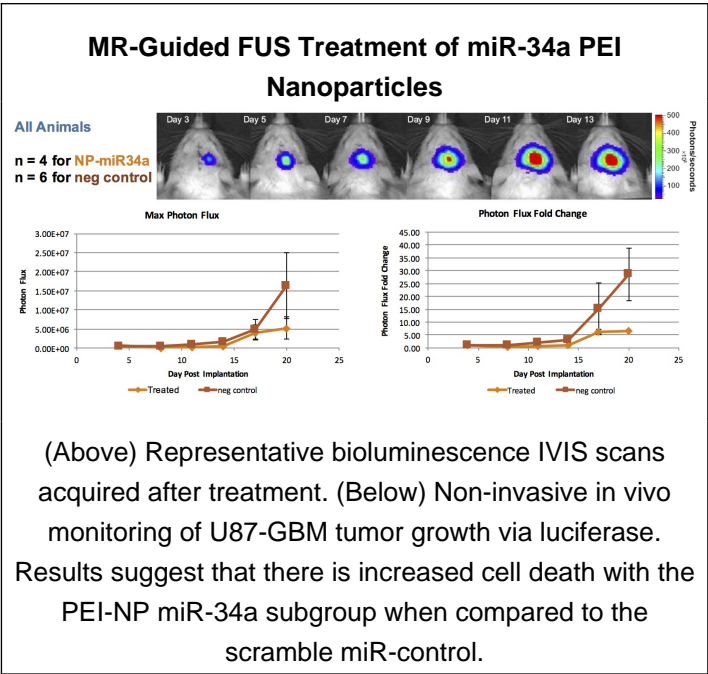 MR-Guided FUS Treatment of miR-34a PEI
Nanoparticles
All Animals
n = 4 for NP-miR34a
n = 6 for neg control
Day 3
Day 5
Day 7
Day 9
Day 11
Day 13
500
400
300
200
100
×10³
Photons/seconds
Max Photon Flux
Photon Flux
3.00E+07
2.50E+07
2.00E+07
1.50E+07
1.00E+07
5.00E+06
0.00E+00
0 5 10 15 20 25
Day Post Implantation
Treated neg control
Photon Flux Fold Change
Photon Flux Fold Change
45.00
40.00
35.00
30.00
25.00
20.00
15.00
10.00
5.00
0.00
0 5 10 15 20 25
Day Post Implantation
Treated neg control
(Above) Representative bioluminescence IVIS scans
acquired after treatment. (Below) Non-invasive in vivo
monitoring of U87-GBM tumor growth via luciferase.
Results suggest that there is increased cell death with the
PEI-NP miR-34a subgroup when compared to the
scramble miR-control.